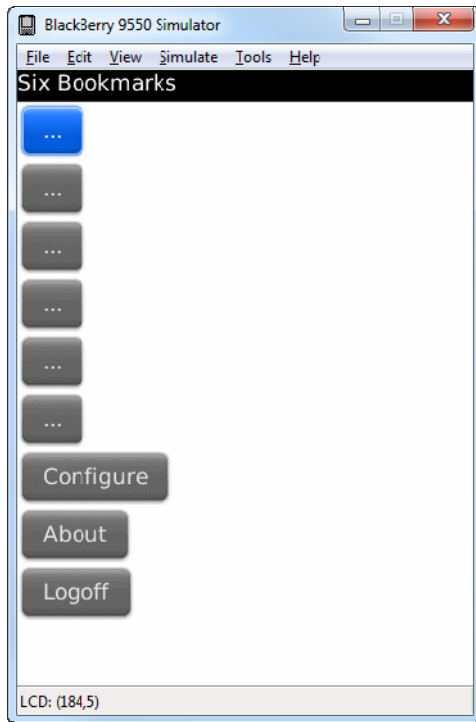 BlackBerry 9550 Simulator
File Edit View Simulate Tools Help
Six Bookmarks
...
...
...
...
...
...
Configure
About
Logoff
LCD: (184,5)